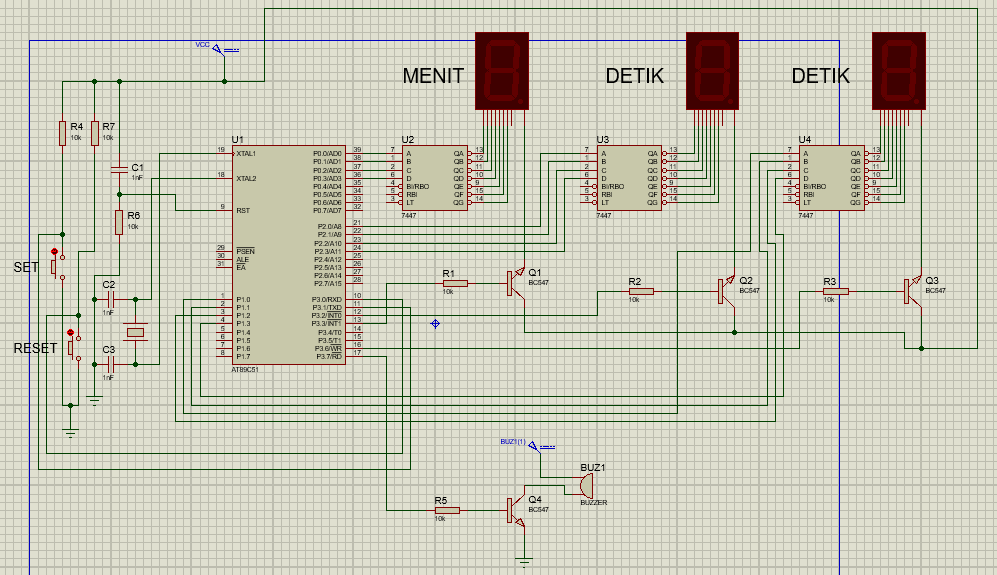 VCC
MENIT
DETIK
DETIK
R4
10k
R7
10k
C1
1nF
R6
10k
U1
19 XTAL1
18 XTAL2
9 RST
29 PSEN
30 ALE
31 EA
1 P1.0
2 P1.1
3 P1.2
4 P1.3
5 P1.4
6 P1.5
7 P1.6
8 P1.7
P0.0/AD0 39
P0.1/AD1 38
P0.2/AD2 37
P0.3/AD3 36
P0.4/AD4 35
P0.5/AD5 34
P0.6/AD6 33
P0.7/AD7 32
P2.0/A8 21
P2.1/A9 22
P2.2/A10 23
P2.3/A11 24
P2.4/A12 25
P2.5/A13 26
P2.6/A14 27
P2.7/A15 28
P3.0/RXD 10
P3.1/TXD 11
P3.2/INT0 12
P3.3/INT1 13
P3.4/T0 14
P3.5/T1 15
P3.6/WR 16
P3.7/RD 17
AT89C51
U2
7 A QA 13
1 B QB 12
2 C QC 11
6 D QD 10
4 BI/RBO QE 9
5 RBI QF 15
3 LT QG 14
7447
U3
7 A QA 13
1 B QB 12
2 C QC 11
6 D QD 10
4 BI/RBO QE 9
5 RBI QF 15
3 LT QG 14
7447
U4
7 A QA 13
1 B QB 12
2 C QC 11
6 D QD 10
4 BI/RBO QE 9
5 RBI QF 15
3 LT QG 14
7447
SET
RESET
C2
1nF
C3
1nF
R1
10k
Q1
BC547
R2
10k
Q2
BC547
R3
10k
Q3
BC547
BUZ1(1)
BUZ1
BUZZER
R5
10k
Q4
BC547